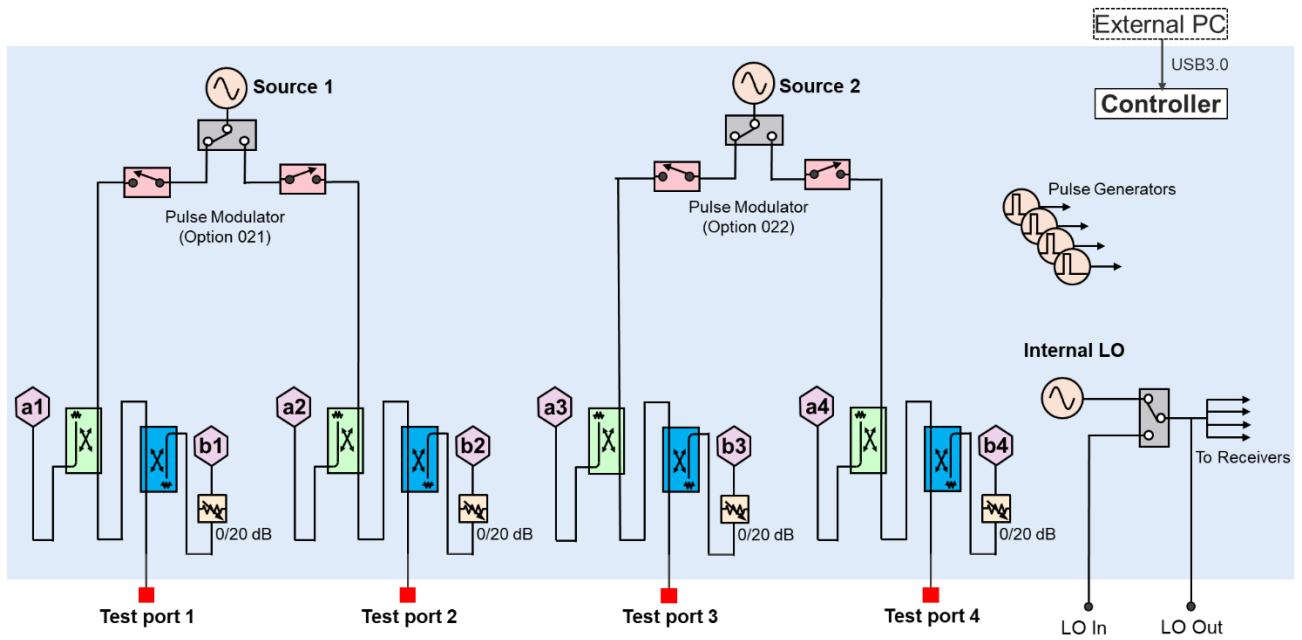 External PC
USB3.0
Controller
Source 1
Source 2
Pulse Modulator
(Option 021)
Pulse Modulator
(Option 022)
Pulse Generators
Internal LO
a1
b1
a2
b2
a3
b3
a4
b4
0/20 dB
0/20 dB
0/20 dB
0/20 dB
To Receivers
Test port 1
Test port 2
Test port 3
Test port 4
LO In
LO Out